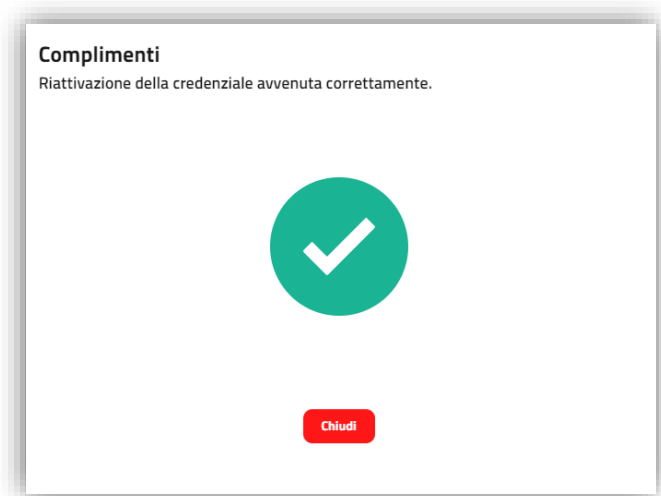 Complimenti
Riattivazione della credenziale avvenuta correttamente.
Chiudi